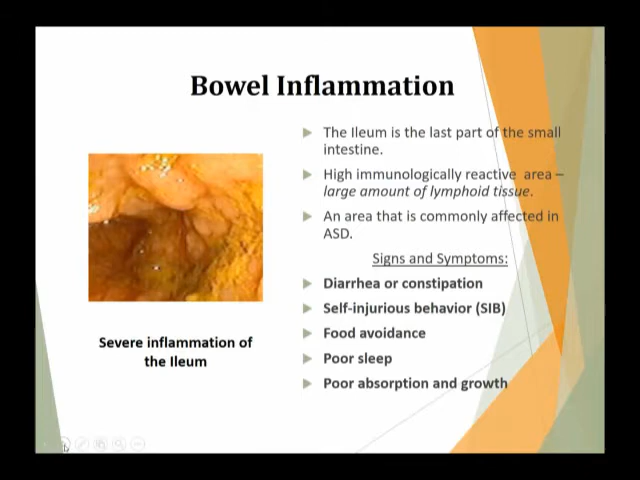 Bowel Inflammation
The Ileum is the last part of the small
intestine.
High immunologically reactive area –
large amount of lymphoid tissue.
An area that is commonly affected in
ASD.
Signs and Symptoms:
Diarrhea or constipation
Self-injurious behavior (SIB)
Food avoidance
Poor sleep
Poor absorption and growth
Severe inflammation of
the Ileum